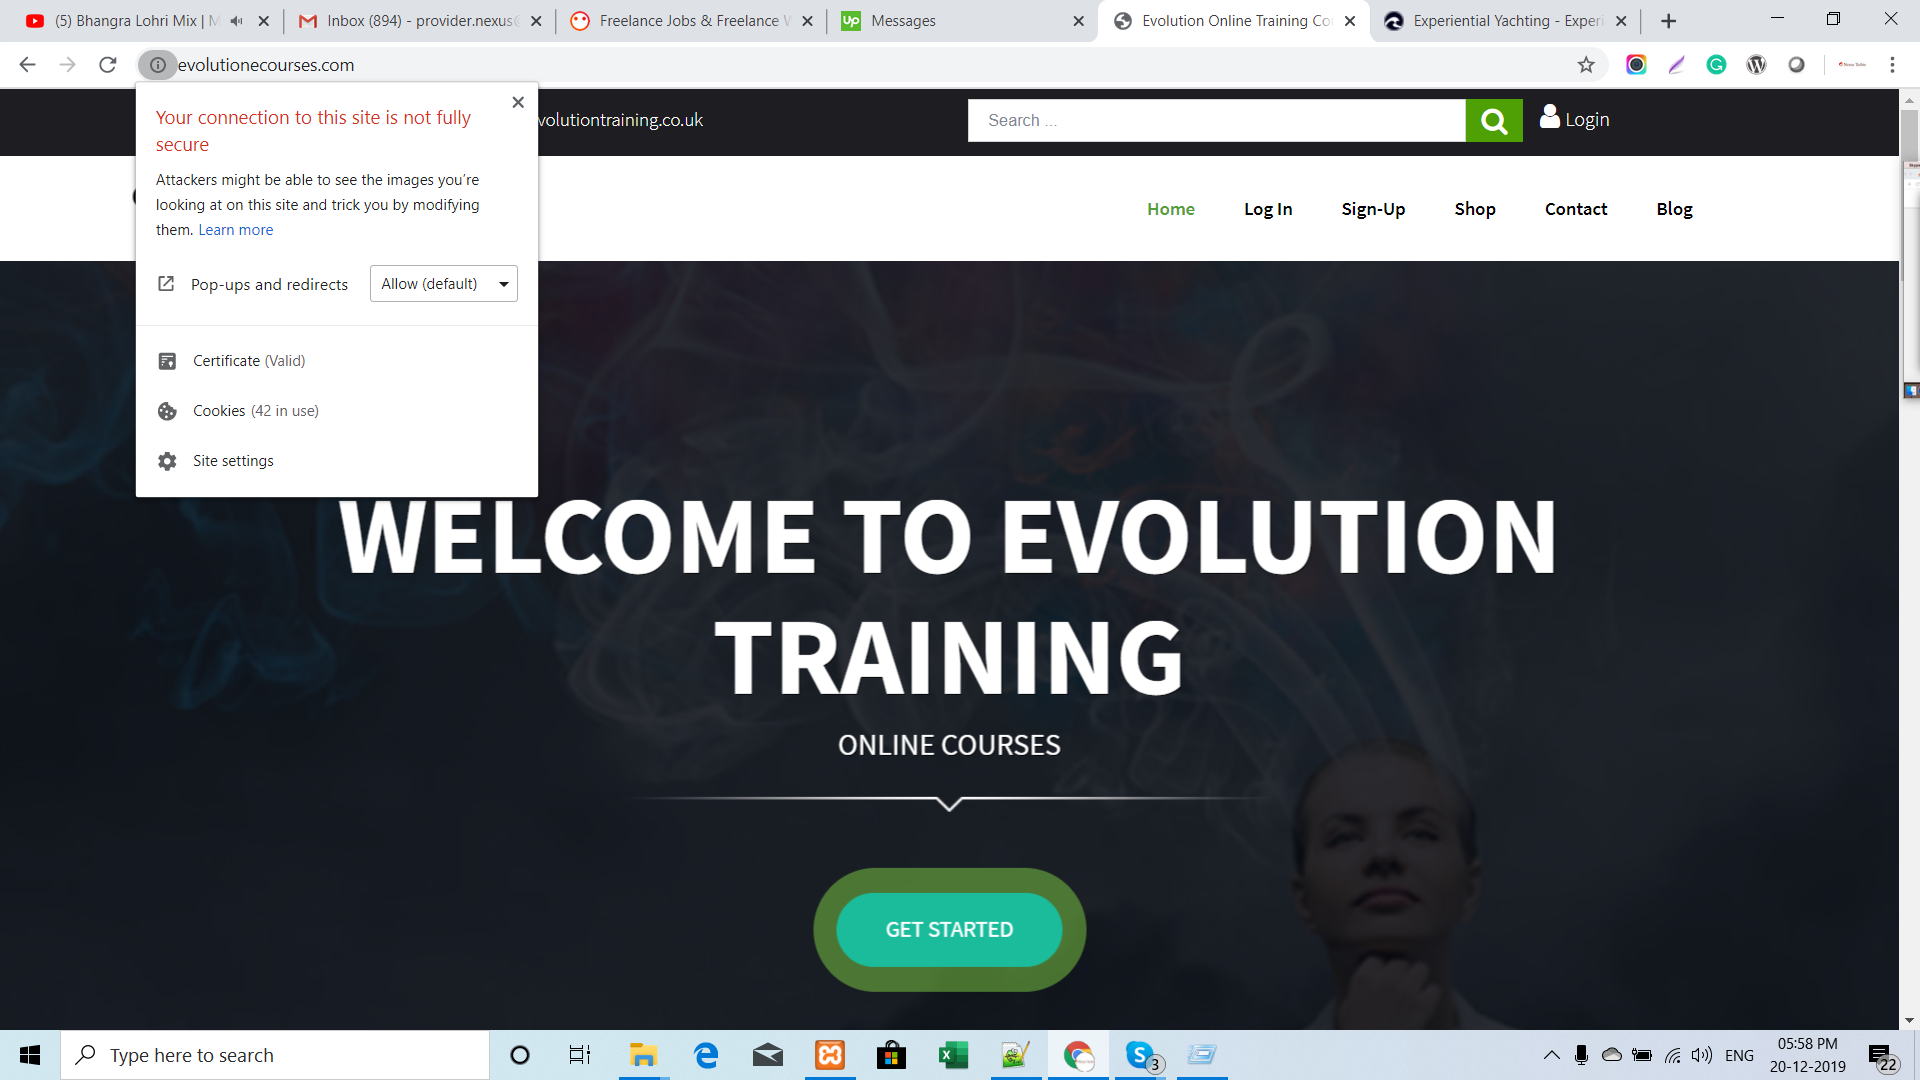 (5) Bhangra Lohri Mix | M
Inbox (894) - provider.nexus@
Freelance Jobs & Freelance W
Up
Messages
Evolution Online Training Co
Experiential Yachting - Experi
evolutionecourses.com
Your connection to this site is not fully
secure
Attackers might be able to see the images you’re
looking at on this site and trick you by modifying
them. Learn more
Pop-ups and redirects
Allow (default)
Certificate (Valid)
Cookies (42 in use)
Site settings
volutiontraining.co.uk
Search ...
Login
Home
Log In
Sign-Up
Shop
Contact
Blog
WELCOME TO EVOLUTION
TRAINING
ONLINE COURSES
GET STARTED
Type here to search
3
ENG
05:58 PM
20-12-2019
22